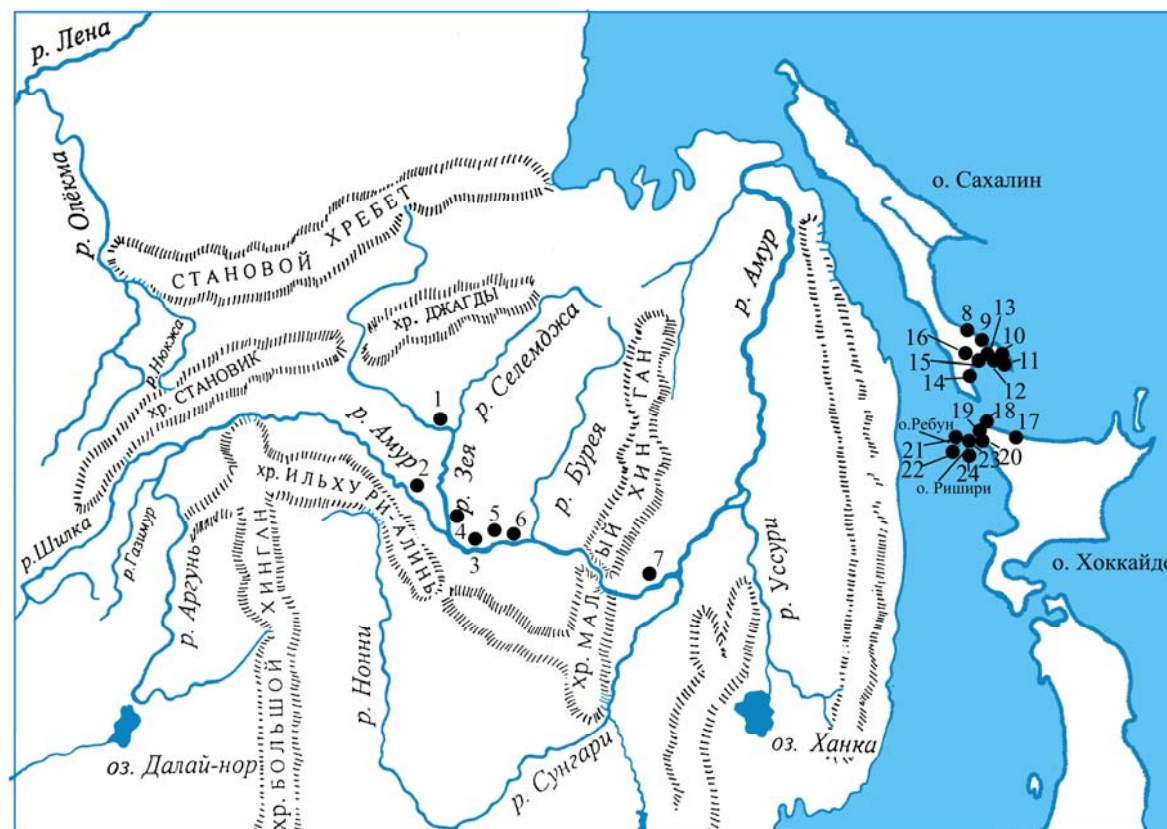 р. Лена
р. Олёкма
СТАНОВОЙ ХРЕБЕТ
о. Сахалин
р. Амур
хр. ДЖАГДЫ
р. Нюкжа
р. Селемджа
хр. СТАНОВИК
8
9
13
10
16
15
11
14
12
1
р. Амур
2
р. Зея
р. Бурея
хр. МАЛЫЙ ХИНГАН
19
18
17
о.Ребун
21
22
23
20
24
о. Ришири
хр. ИЛЬХУРИ-АЛИНЬ
4
5
6
3
7
р.Шилка
р.Газимур
р. Аргунь
р. Уссури
о. Хоккайдо
хр. БОЛЬШОЙ ХИНГАН
р. Нонни
р. Сунгари
оз. Ханка
оз. Далай-нор